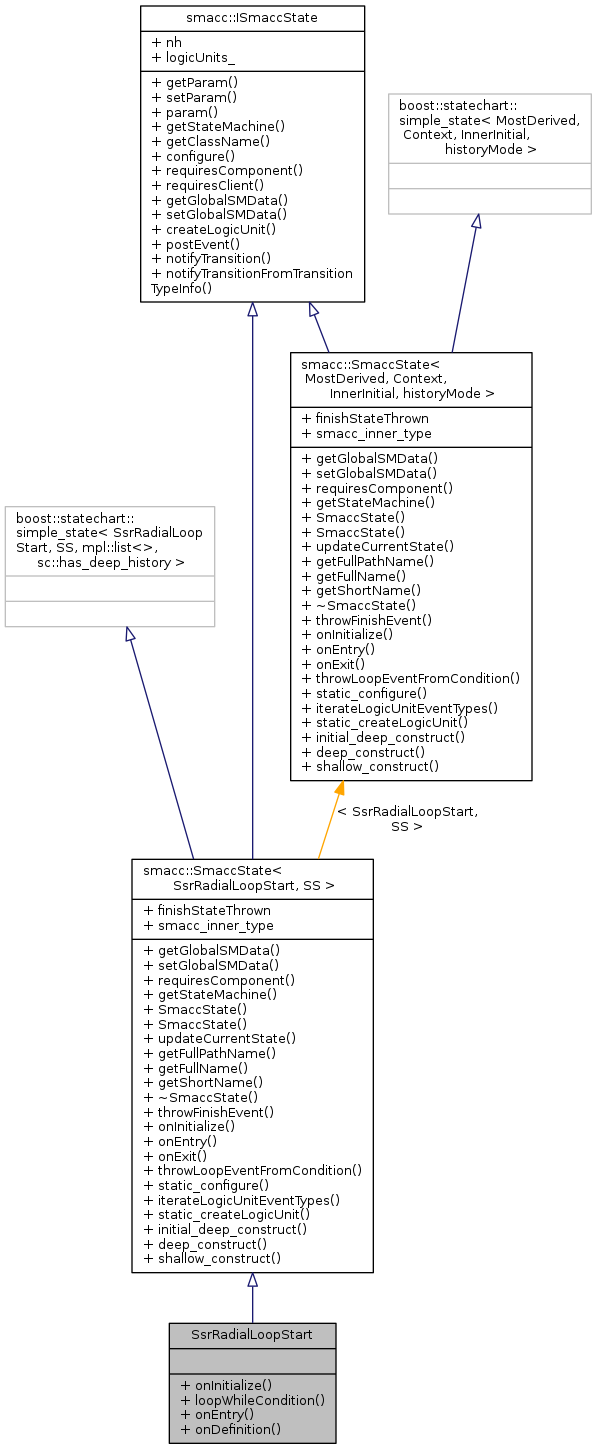 smacc::ISmaccState
+ nh
+ logicUnits_
+ getParam()
+ setParam()
+ param()
+ getStateMachine()
+ getClassName()
+ configure()
+ requiresComponent()
+ requiresClient()
+ getGlobalSMData()
+ setGlobalSMData()
+ createLogicUnit()
+ postEvent()
+ notifyTransition()
+ notifyTransitionFromTransition
TypeInfo()
boost::statechart::
simple_state< MostDerived,
Context, InnerInitial,
historyMode >
smacc::SmaccState<
MostDerived, Context,
InnerInitial, historyMode >
+ finishStateThrown
+ smacc_inner_type
+ getGlobalSMData()
+ setGlobalSMData()
+ requiresComponent()
+ getStateMachine()
+ SmaccState()
+ SmaccState()
+ updateCurrentState()
+ getFullPathName()
+ getFullName()
+ getShortName()
+ ~SmaccState()
+ throwFinishEvent()
+ onInitialize()
+ onEntry()
+ onExit()
+ throwLoopEventFromCondition()
+ static_configure()
+ iterateLogicUnitEventTypes()
+ static_createLogicUnit()
+ initial_deep_construct()
+ deep_construct()
+ shallow_construct()
boost::statechart::
simple_state< SsrRadialLoop
Start, SS, mpl::list<>,
sc::has_deep_history >
< SsrRadialLoopStart,
SS >
smacc::SmaccState<
SsrRadialLoopStart, SS >
+ finishStateThrown
+ smacc_inner_type
+ getGlobalSMData()
+ setGlobalSMData()
+ requiresComponent()
+ getStateMachine()
+ SmaccState()
+ SmaccState()
+ updateCurrentState()
+ getFullPathName()
+ getFullName()
+ getShortName()
+ ~SmaccState()
+ throwFinishEvent()
+ onInitialize()
+ onEntry()
+ onExit()
+ throwLoopEventFromCondition()
+ static_configure()
+ iterateLogicUnitEventTypes()
+ static_createLogicUnit()
+ initial_deep_construct()
+ deep_construct()
+ shallow_construct()
SsrRadialLoopStart
+ onInitialize()
+ loopWhileCondition()
+ onEntry()
+ onDefinition()